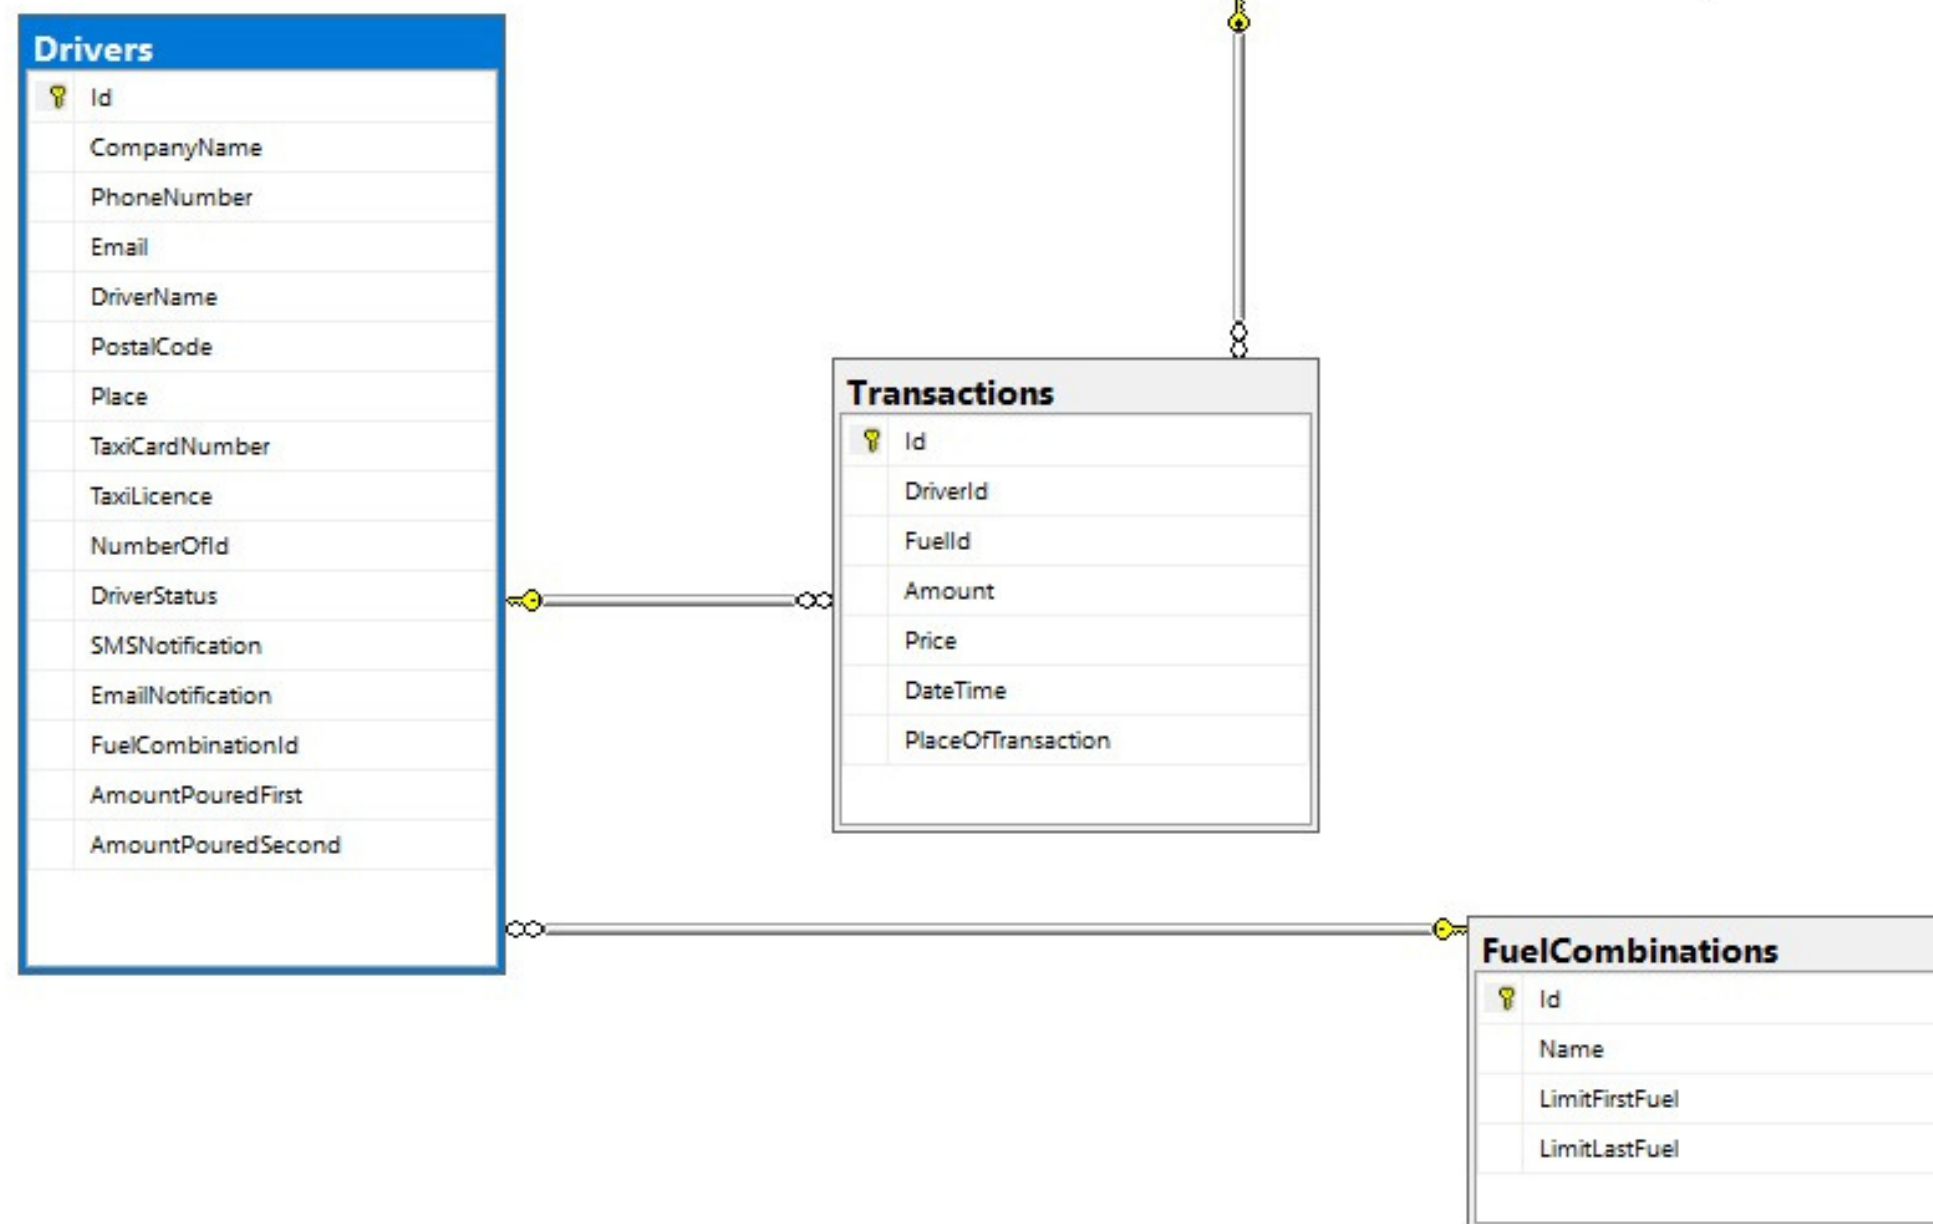 Drivers
Id
CompanyName
PhoneNumber
Email
DriverName
PostalCode
Place
TaxiCardNumber
TaxiLicence
NumberOfId
DriverStatus
SMSNotification
EmailNotification
FuelCombinationId
AmountPouredFirst
AmountPouredSecond
Transactions
Id
DriverId
FuelId
Amount
Price
DateTime
PlaceOfTransaction
FuelCombinations
Id
Name
LimitFirstFuel
LimitLastFuel